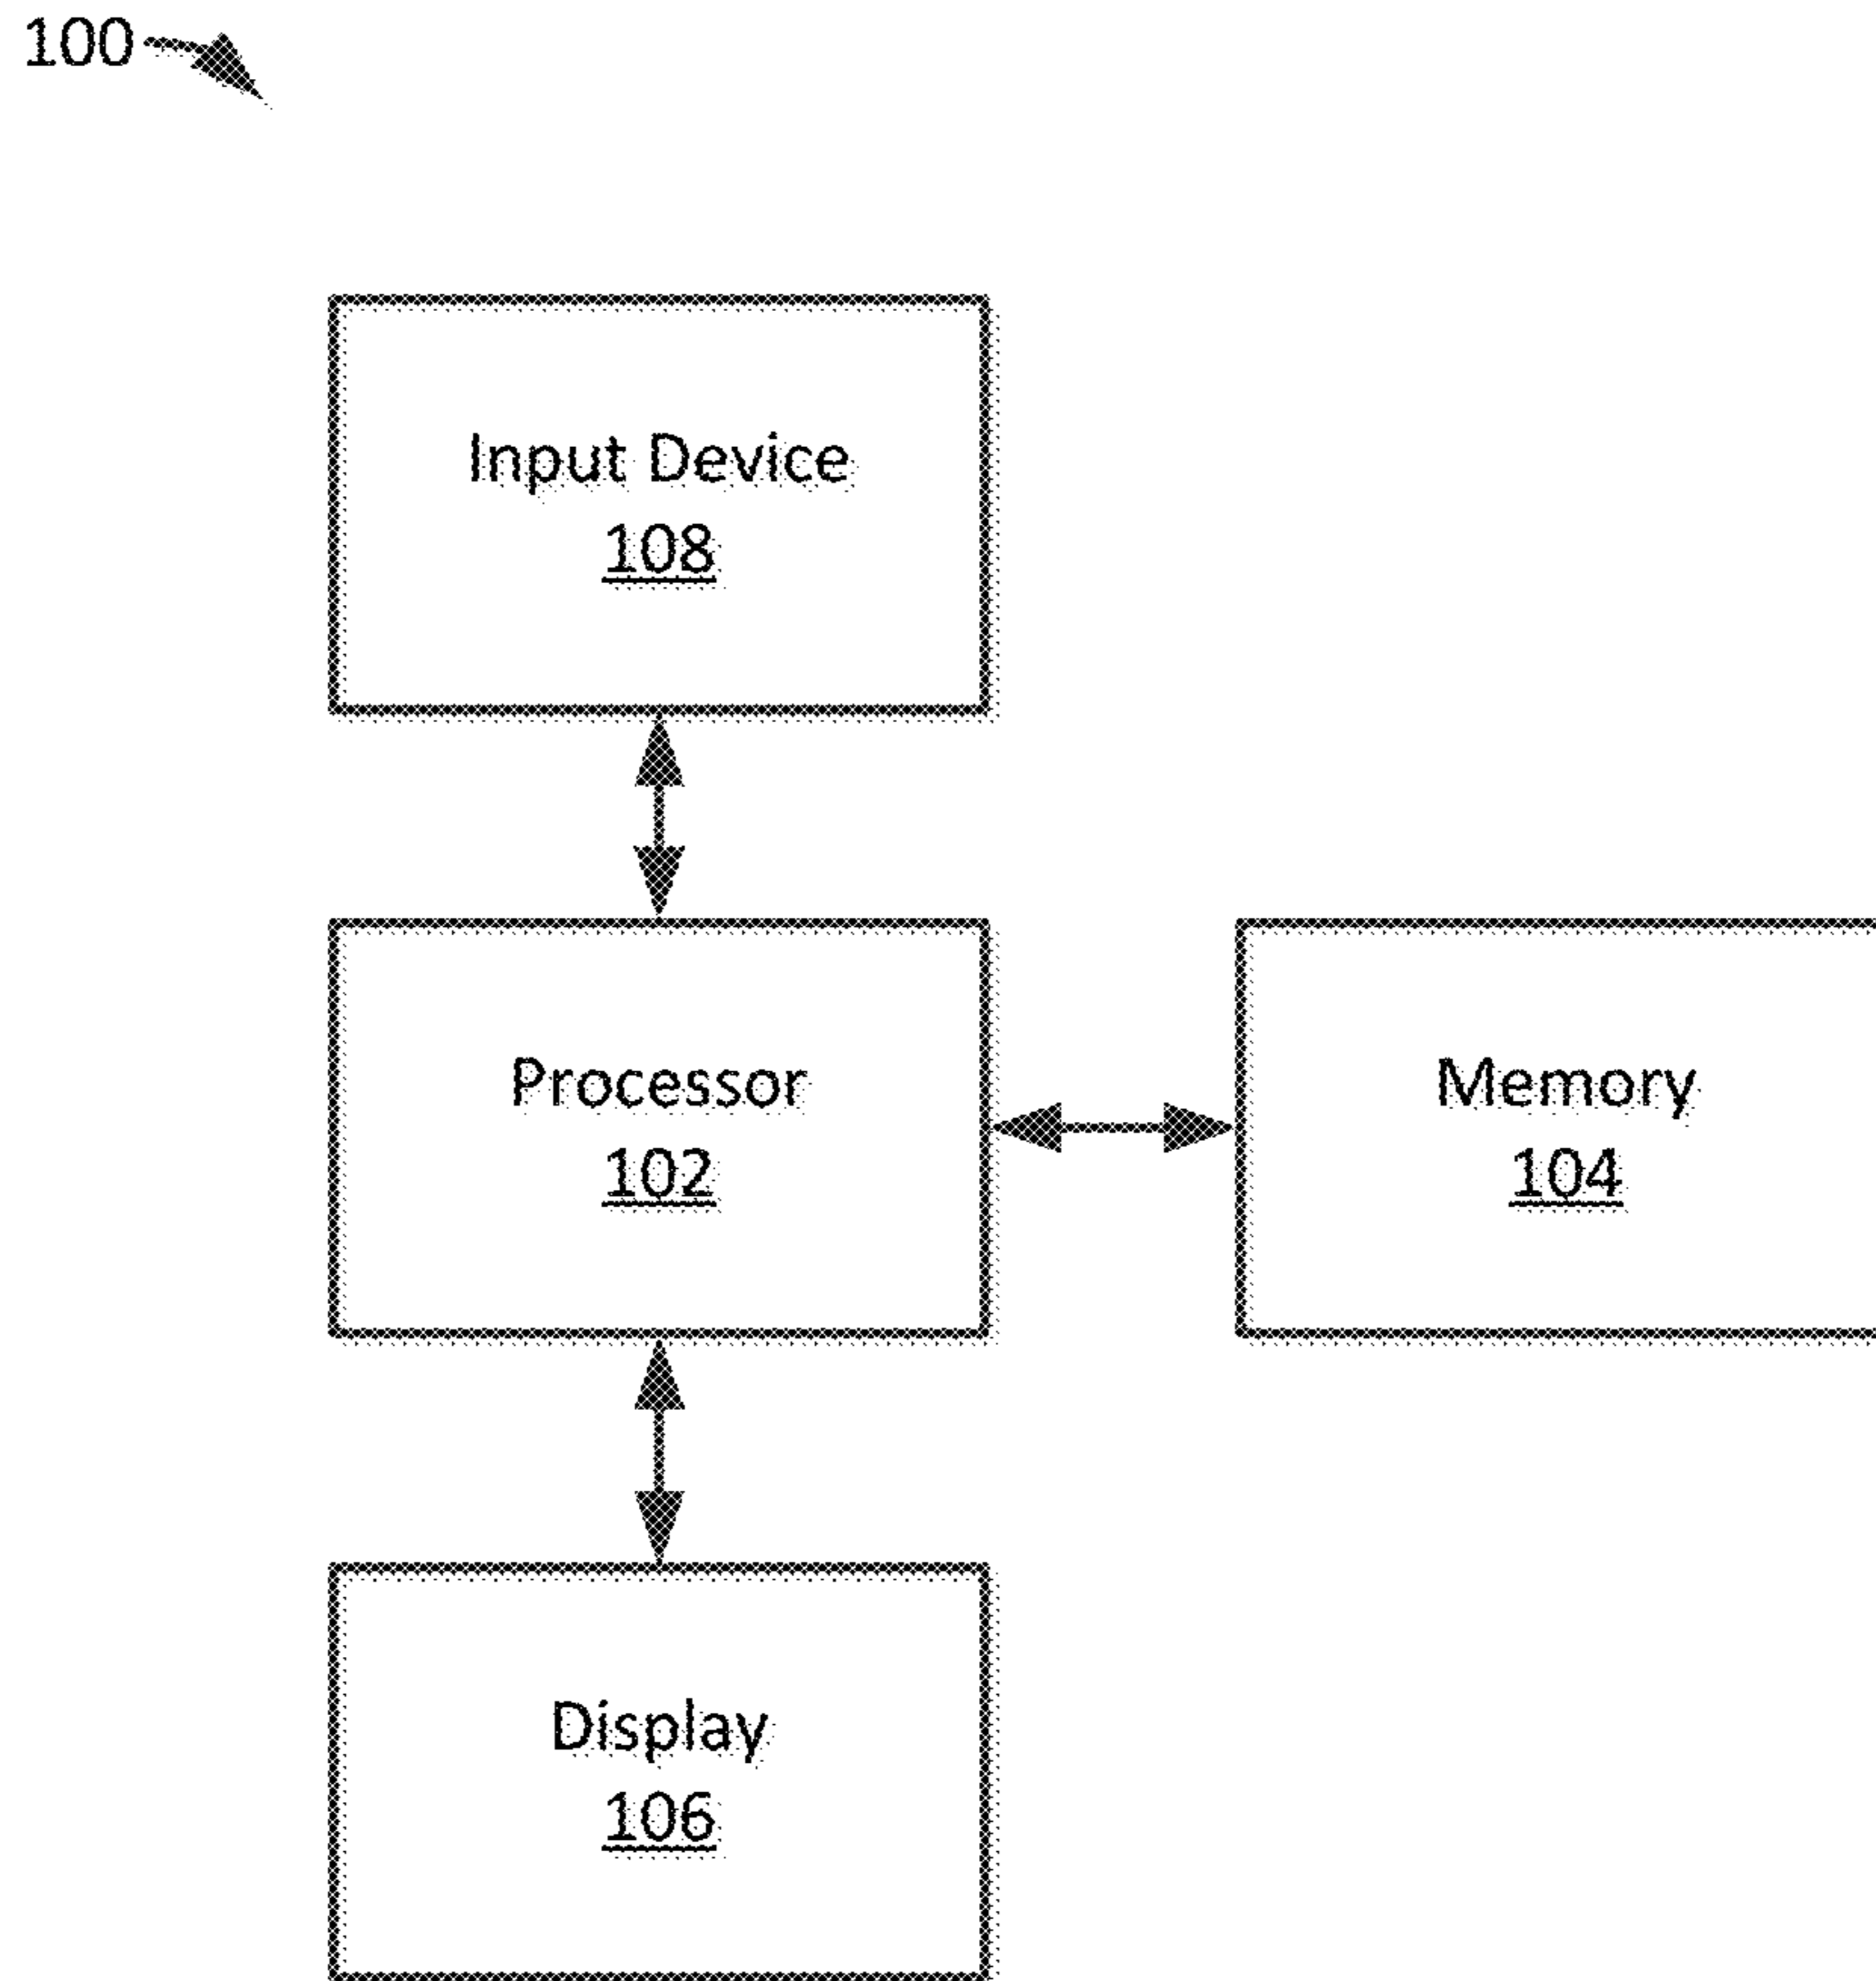 100
Input Device
108
Processor
102
Memory
104
Display
106